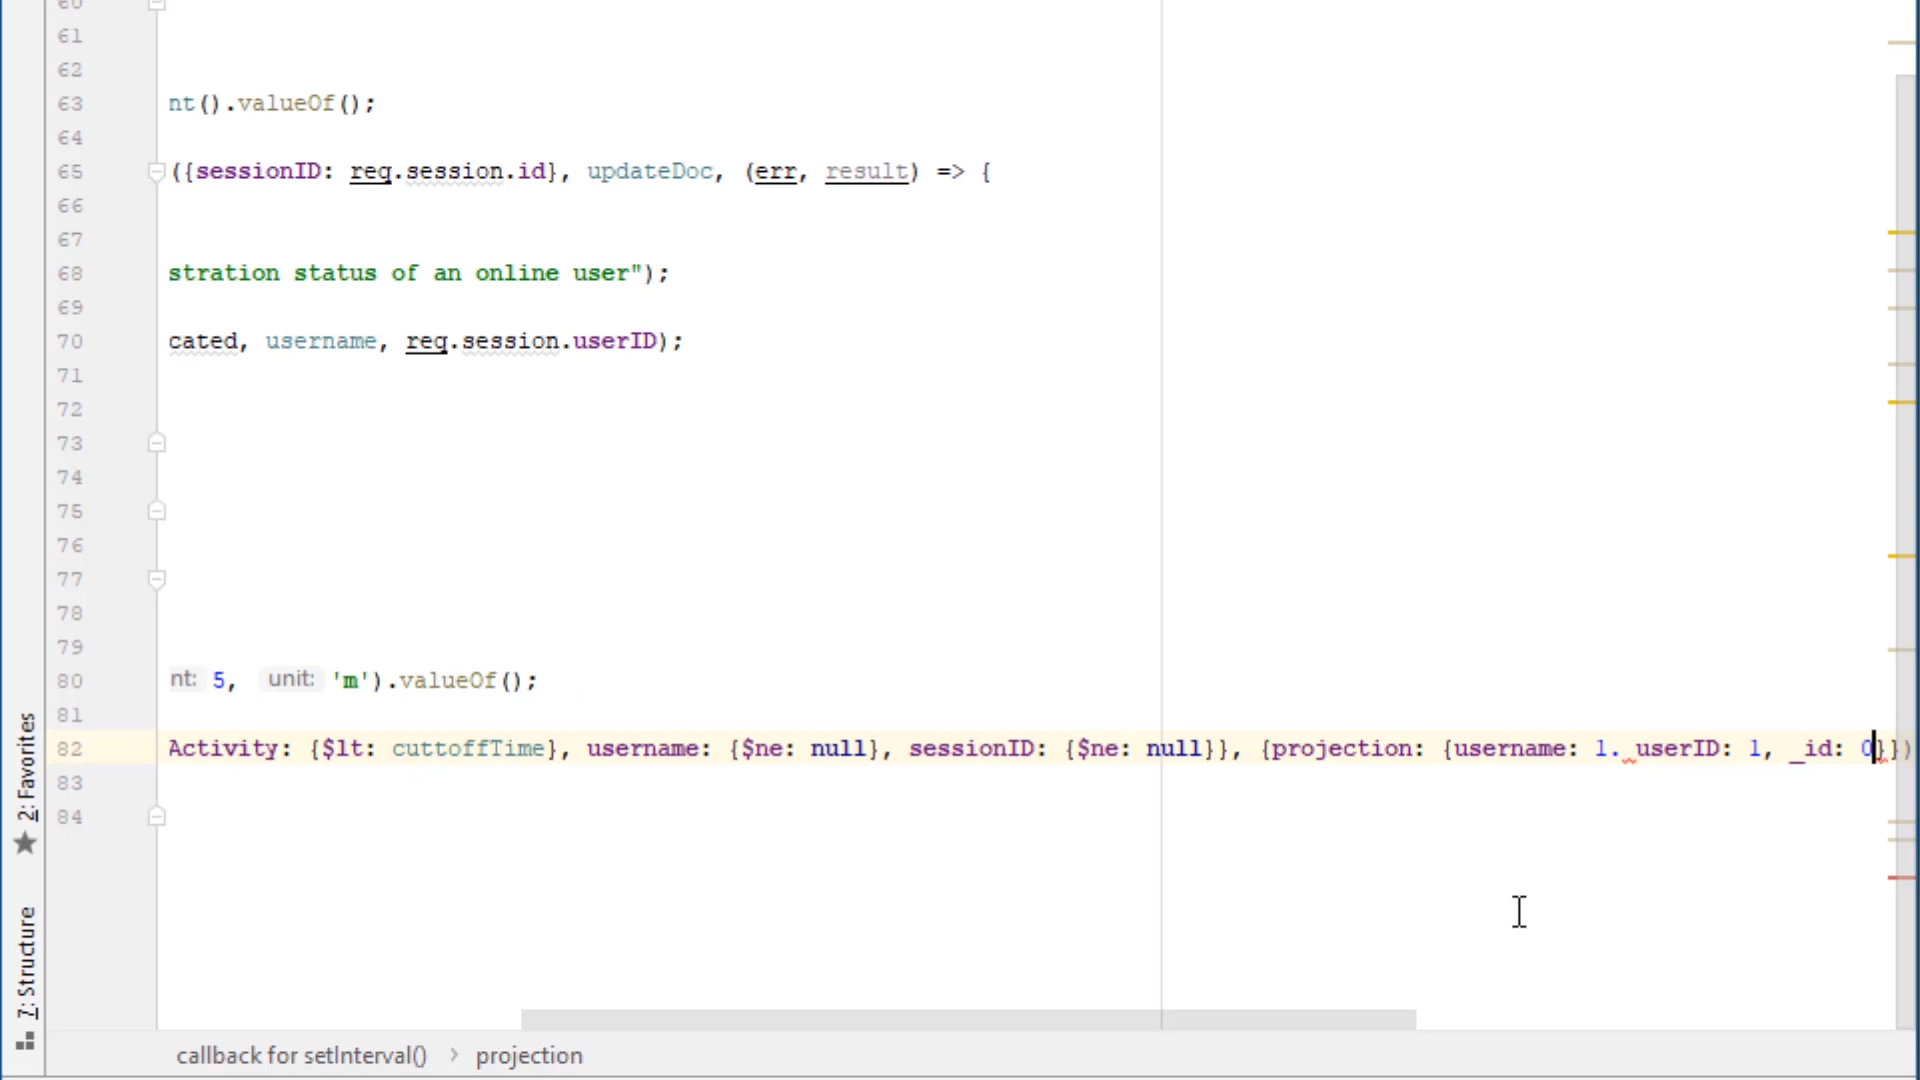 60
61
62
63 nt().valueOf();
64
65 ({sessionID: req.session.id}, updateDoc, (err, result) => {
66
67
68 stration status of an online user");
69
70 cated, username, req.session.userID);
71
72
73
74
75
76
77
78
79
80 nt: 5, unit: 'm').valueOf();
81
82 Activity: {$lt: cuttoffTime}, username: {$ne: null}, sessionID: {$ne: null}}, {projection: {username: 1. userID: 1, _id: 0}})
83
84
2: Favorites
7: Structure
callback for setInterval() › projection